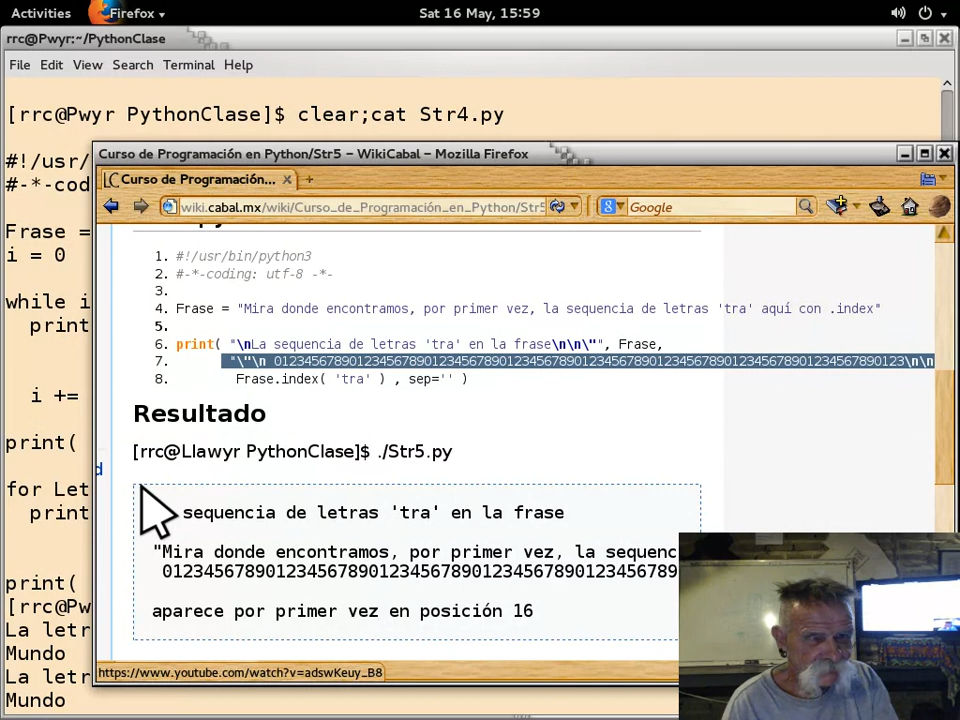 Activities Firefox Sat 16 May, 15:59
rrc@Pwyr:~/PythonClase
File Edit View Search Terminal Help
[rrc@Pwyr PythonClase]$ clear;cat Str4.py
#!/usr/
#-*-cod
Frase =
i = 0
while i
print
i +=
print(
d
for Let
print
print(
[rrc@Pw
La letr
Mundo
La letr
Mundo
Curso de Programación en Python/Str5 – WikiCabal – Mozilla Firefox
Curso de Programación...
wiki.cabal.mx/wiki/Curso_de_Programación_en_Python/Str5
Google
1. #!/usr/bin/python3
2. #-*-coding: utf-8 -*-
3.
4. Frase = "Mira donde encontramos, por primer vez, la sequencia de letras 'tra' aquí con .index"
5.
6. print( "\nLa sequencia de letras 'tra' en la frase\n\n\"", Frase,
7. "\"\n 012345678901234567890123456789012345678901234567890123456789012345678901234567890123\n\n
8. Frase.index( 'tra' ) , sep='' )
Resultado
[rrc@Llawyr PythonClase]$ ./Str5.py
sequencia de letras 'tra' en la frase
"Mira donde encontramos, por primer vez, la sequenc
01234567890123456789012345678901234567890123456789
aparece por primer vez en posición 16
https://www.youtube.com/watch?v=adswKeuy_B8